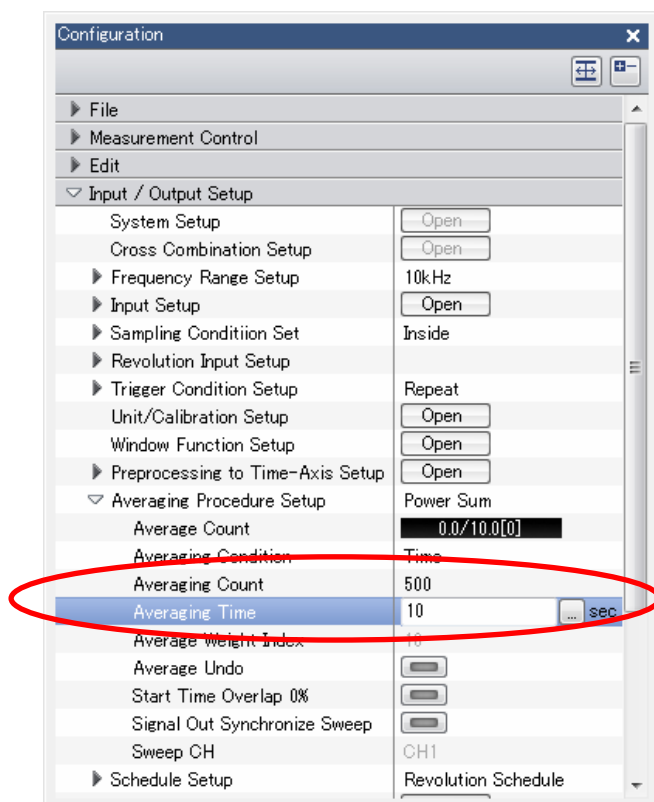 Configuration
File
Measurement Control
Edit
Input / Output Setup
System Setup Open
Cross Combination Setup Open
Frequency Range Setup 10kHz
Input Setup Open
Sampling Conditiion Set Inside
Revolution Input Setup
Trigger Condition Setup Repeat
Unit/Calibration Setup Open
Window Function Setup Open
Preprocessing to Time-Axis Setup Open
Averaging Procedure Setup Power Sum
Average Count 0.0/10.0[0]
Averaging Condition Time
Averaging Count 500
Averaging Time 10 ... sec
Average Weight Index 10
Average Undo
Start Time Overlap 0%
Signal Out Synchronize Sweep
Sweep CH CH1
Schedule Setup Revolution Schedule